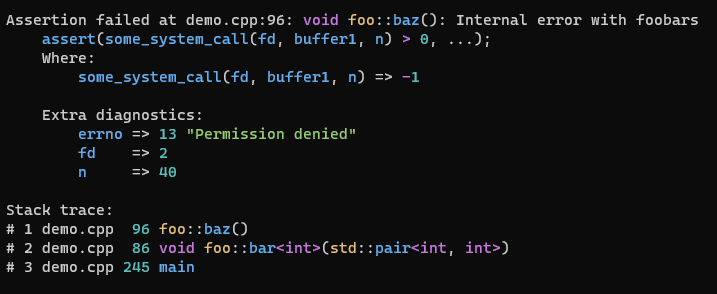 Assertion failed at demo.cpp:96: void foo::baz(): Internal error with foobars
    assert(some_system_call(fd, buffer1, n) > 0, ...);
    Where:
        some_system_call(fd, buffer1, n) => -1

    Extra diagnostics:
        errno => 13 "Permission denied"
        fd    => 2
        n     => 40

Stack trace:
# 1 demo.cpp  96 foo::baz()
# 2 demo.cpp  86 void foo::bar<int>(std::pair<int, int>)
# 3 demo.cpp 245 main